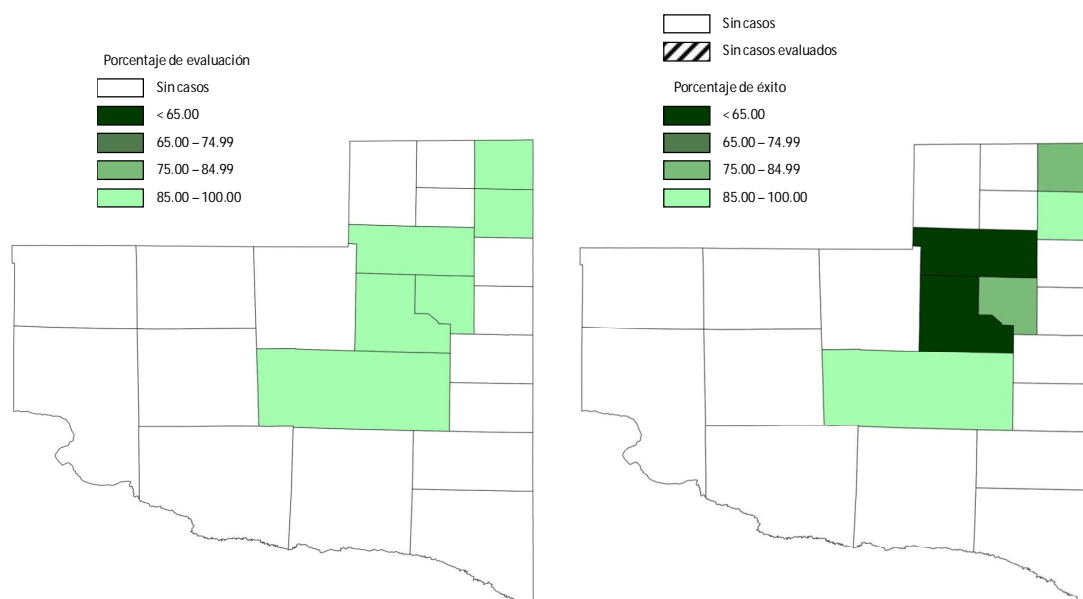 Porcentaje de evaluación
Sin casos
< 65.00
65.00 – 74.99
75.00 – 84.99
85.00 – 100.00
Sin casos
Sin casos evaluados
Porcentaje de éxito
< 65.00
65.00 – 74.99
75.00 – 84.99
85.00 – 100.00